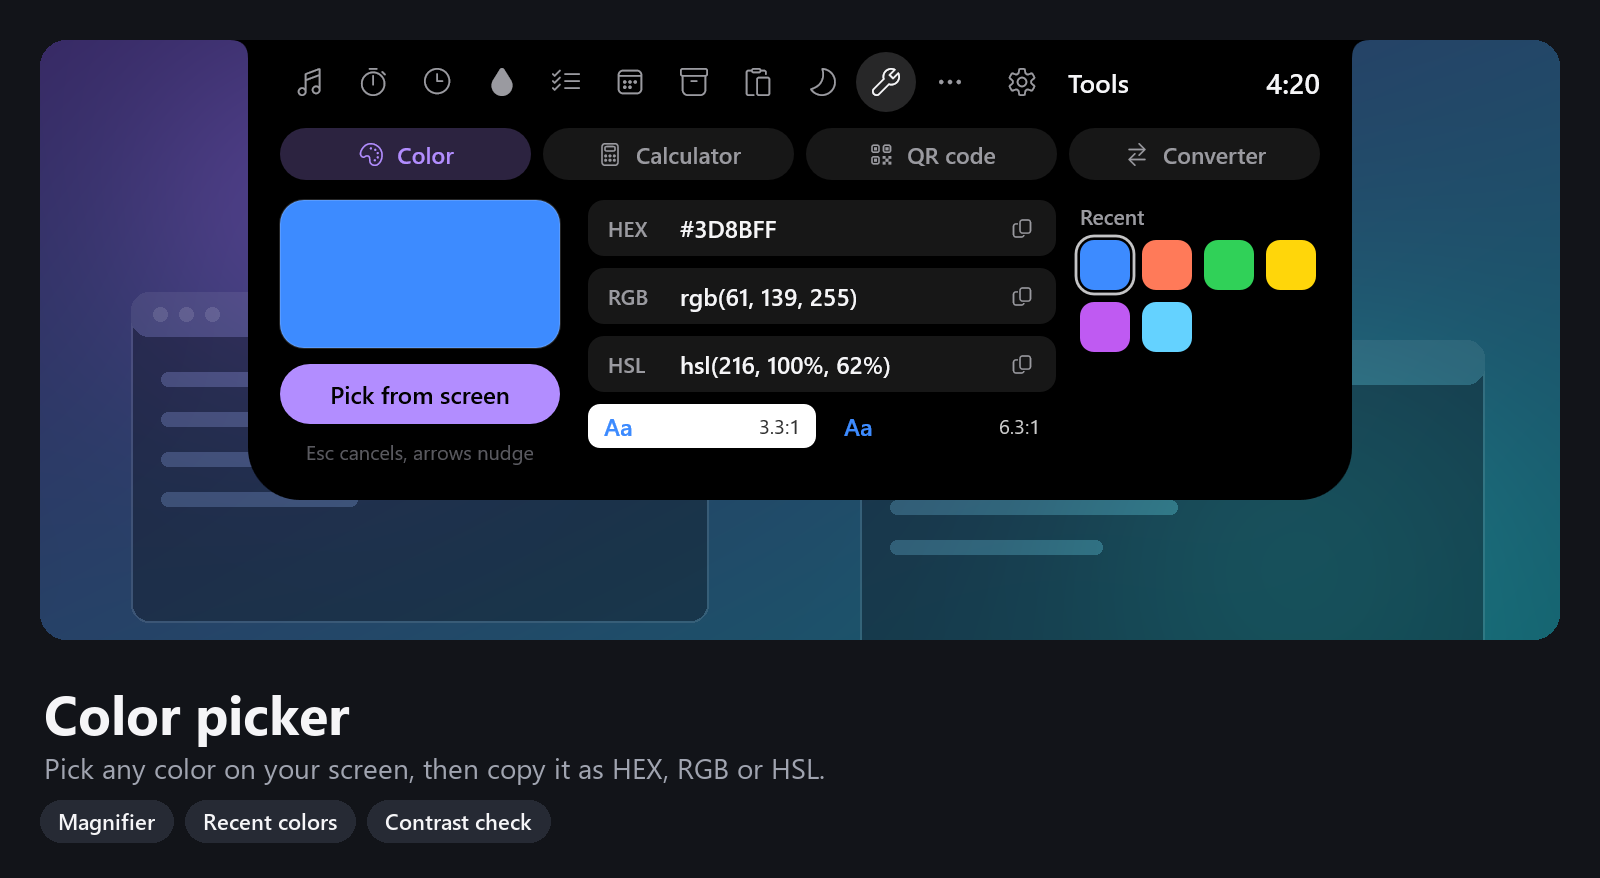 Tools 4:20
Color Calculator QR code Converter
HEX #3D8BFF
RGB rgb(61, 139, 255)
HSL hsl(216, 100%, 62%)
Recent
Pick from screen
Aa 3.3:1 Aa 6.3:1
Esc cancels, arrows nudge
Color picker
Pick any color on your screen, then copy it as HEX, RGB or HSL.
Magnifier Recent colors Contrast check